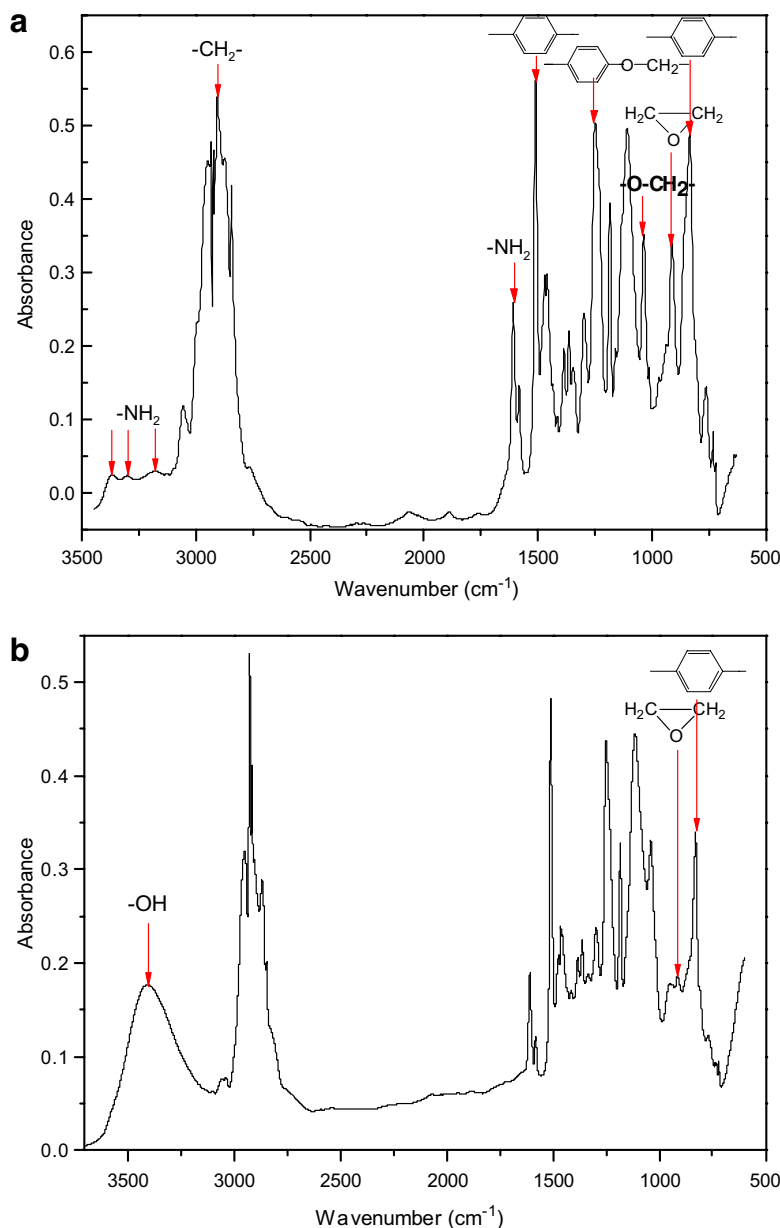 a
-CH₂-
-O-CH₂-
H₂C CH₂
O
-O-CH₂-
-NH₂
-NH₂
0.6
0.5
0.4
0.3
0.2
0.1
0.0
Absorbance
3500 3000 2500 2000 1500 1000 500
Wavenumber (cm⁻¹)
b
H₂C CH₂
O
-OH
0.5
0.4
0.3
0.2
0.1
0.0
Absorbance
3500 3000 2500 2000 1500 1000 500
Wavenumber (cm⁻¹)